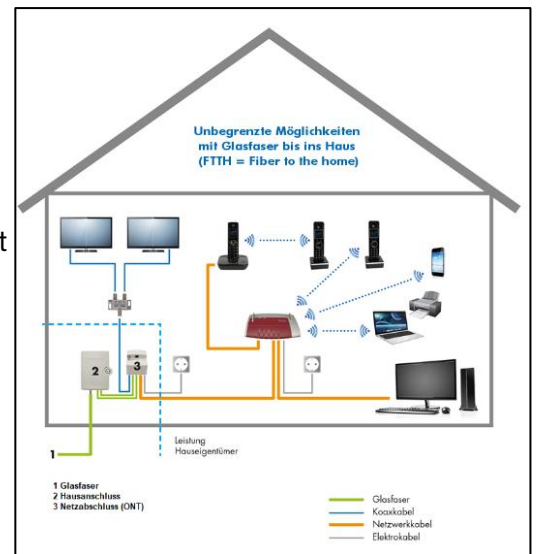 Unbegrenzte Möglichkeiten
mit Glasfaser bis ins Haus
(FTTH = Fiber to the home)
t
2
3
1
Leistung
Hauseigentümer
1 Glasfaser
2 Hausanschluss
3 Netzabschluss (ONT)
Glasfaser
Koaxkabel
Netzwerkkabel
Elektrokabel